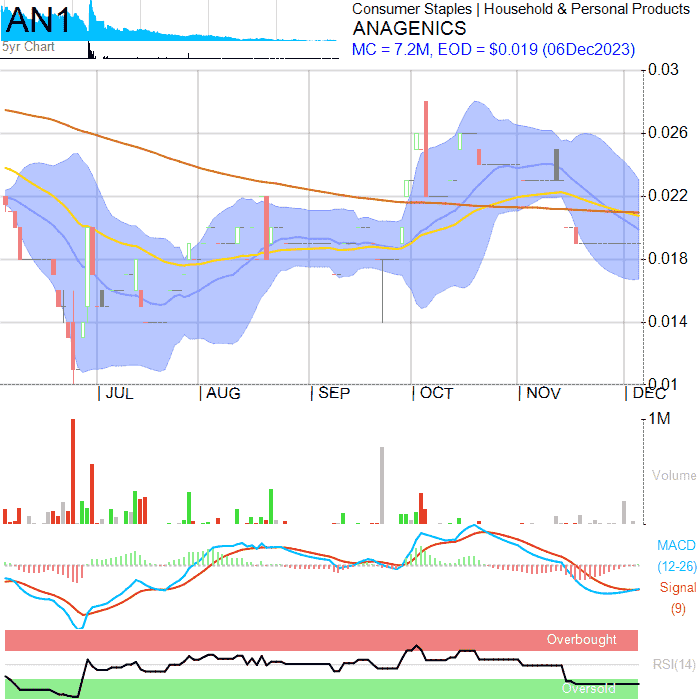 AN1
5yr Chart
Consumer Staples | Household & Personal Products
ANAGENICS
MC = 7.2M, EOD = $0.019 (06Dec2023)
0.03
0.026
0.022
0.018
0.014
0.01
JUL AUG SEP OCT NOV DEC
1M
Volume
MACD
(12-26)
Signal
(9)
Overbought
RSI(14)
Oversold